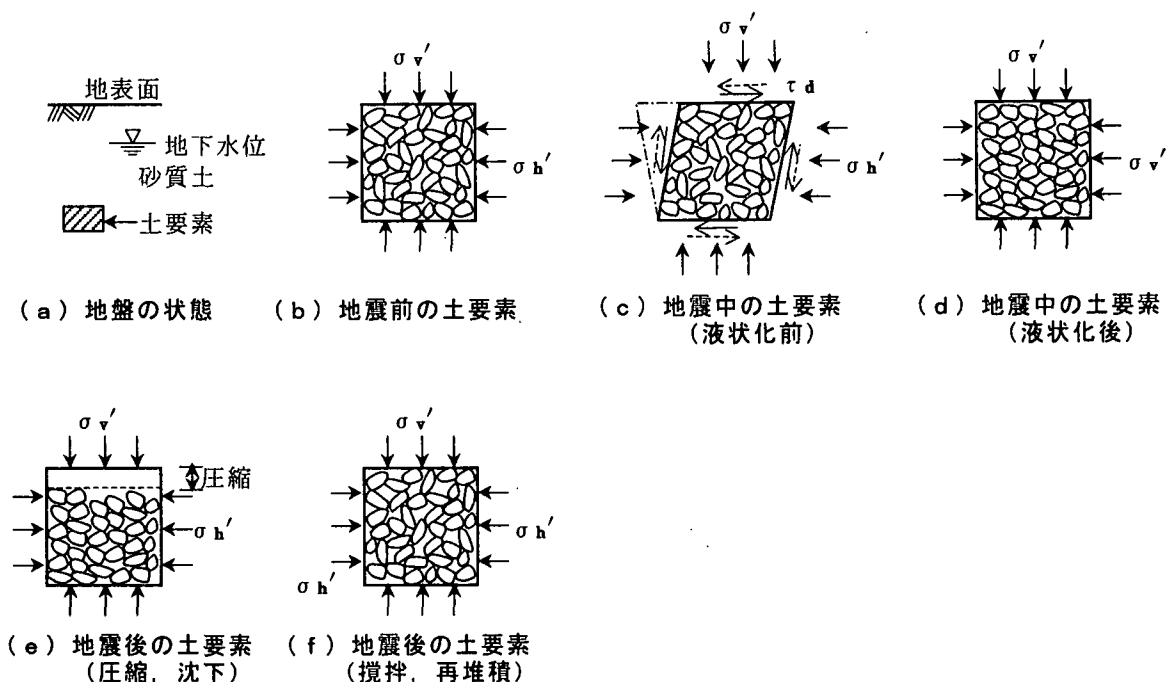 σv′
地表面
地下水位
砂質土
土要素
σh′
(a) 地盤の状態
(b) 地震前の土要素
σv′
τd
σh′
(c) 地震中の土要素
(液状化前)
σv′
σv′
(d) 地震中の土要素
(液状化後)
σv′
圧縮
σh′
(e) 地震後の土要素
(圧縮, 沈下)
σv′
σh′
σh′
(f) 地震後の土要素
(撹拌, 再堆積)